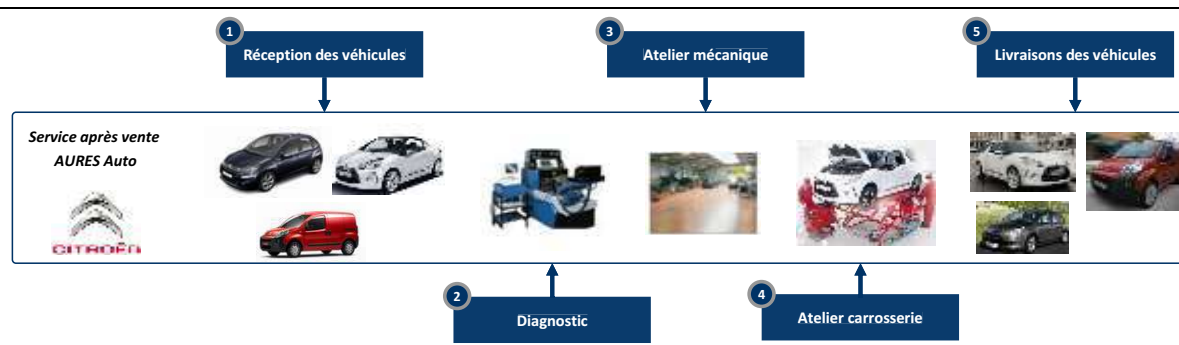 1
Réception des véhicules
3
Atelier mécanique
5
Livraisons des véhicules
Service après vente
AURES Auto
CITROËN
2
Diagnostic
4
Atelier carrosserie